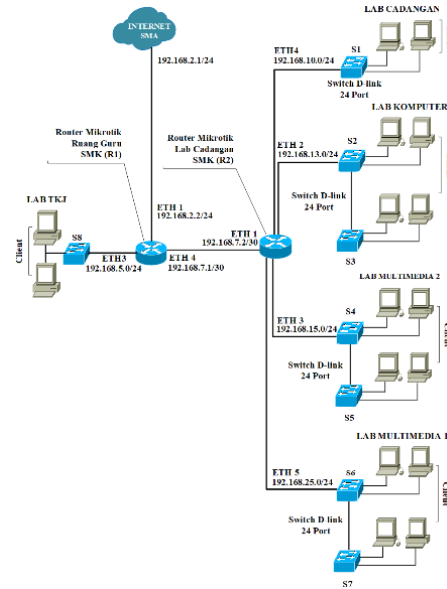 LAB CADANGAN
INTERNET
SMA
ETH4
192.168.10.0/24
S1
192.168.2.1/24
Switch D-link
24 Port
LAB KOMPUTER
Router Mikrotik
Ruang Guru
SMK (R1)
Router Mikrotik
Lab Cadangan
SMK (R2)
ETH 2
192.168.13.0/24
S2
Switch D-link
24 Port
LAB TKJ
Client
S8
ETH 1
192.168.2.2/24
ETH 1
192.168.7.2/30
S3
ETH3
192.168.5.0/24
ETH 4
192.168.7.1/30
LAB MULTIMEDIA 2
ETH 3
192.168.15.0/24
S4
Switch D-link
24 Port
S5
LAB MULTIMEDIA 1
ETH 5
192.168.25.0/24
S6
Client
Switch D-link
24 Port
S7